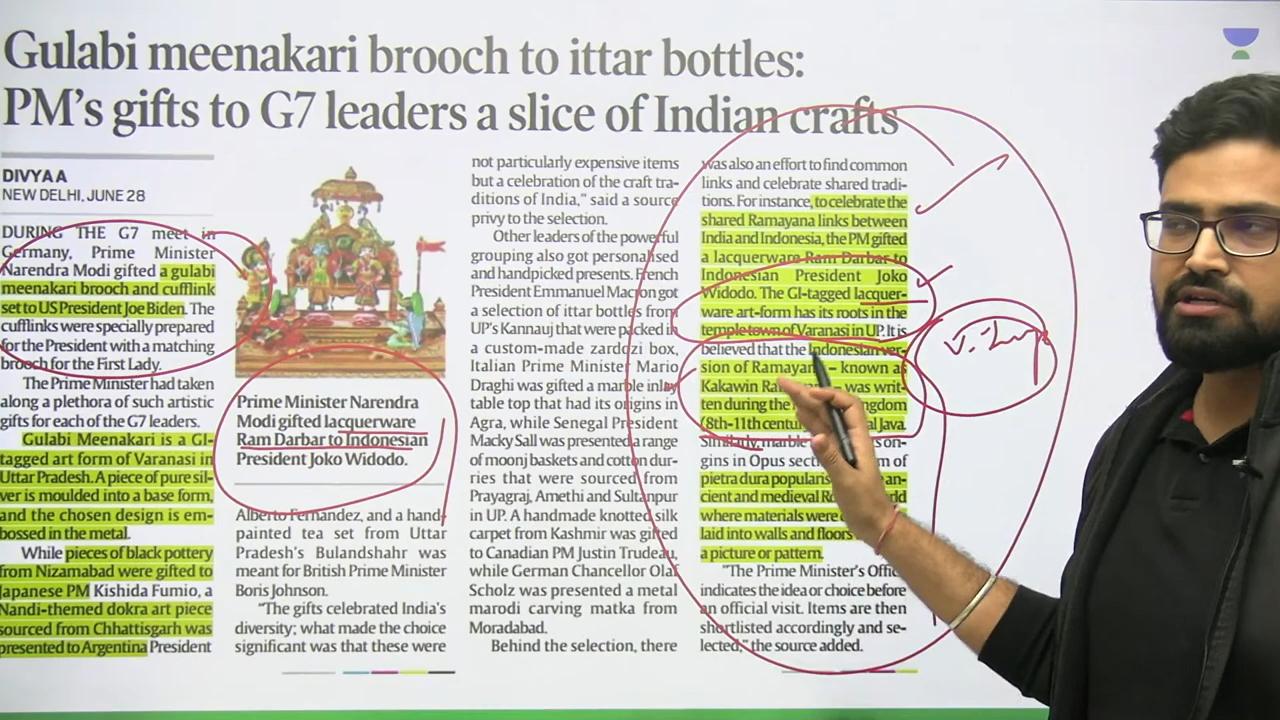 Gulabi meenakari brooch to ittar bottles:
PM's gifts to G7 leaders a slice of Indian crafts
DIVYA A
NEW DELHI, JUNE 28
DURING THE G7 meet in
Germany, Prime Minister
Narendra Modi gifted a gulabi
meenakari brooch and cufflink
set to US President Joe Biden. The
cufflinks were specially prepared
for the President with a matching
brooch for the First Lady.
The Prime Minister had taken
along a plethora of such artistic
gifts for each of the G7 leaders.
Gulabi Meenakari is a GI-
tagged art form of Varanasi in
Uttar Pradesh. A piece of pure sil-
ver is moulded into a base form,
and the chosen design is em-
bossed in the metal.
While pieces of black pottery
from Nizamabad were gifted to
Japanese PM Kishida Fumio, a
Nandi-themed dokra art piece
sourced from Chhattisgarh was
presented to Argentina President
Prime Minister Narendra
Modi gifted lacquerware
Ram Darbar to Indonesian
President Joko Widodo.
Alberto Fernandez, and a hand-
painted tea set from Uttar
Pradesh's Bulandshahr was
meant for British Prime Minister
Boris Johnson.
"The gifts celebrated India's
diversity; what made the choice
significant was that these were
not particularly expensive items
but a celebration of the craft tra-
ditions of India," said a source
privy to the selection.
Other leaders of the powerful
grouping also got personalised
and handpicked presents. French
President Emmanuel Macron got
a selection of ittar bottles from
UP's Kannauj that were packed in
a custom-made zardozi box,
Italian Prime Minister Mario
Draghi was gifted a marble inlay
table top that had its origins in
Agra, while Senegal President
Macky Sall was presented a range
of moonj baskets and cotton dur-
ries that were sourced from
Prayagraj, Amethi and Sultanpur
in UP. A handmade knotted silk
carpet from Kashmir was gifted
to Canadian PM Justin Trudeau,
while German Chancellor Olaf
Scholz was presented a metal
marodi carving matka from
Moradabad.
Behind the selection, there
was also an effort to find common
links and celebrate shared tradi-
tions. For instance, to celebrate the
shared Ramayana links between
India and Indonesia, the PM gifted
a lacquerware Ram Darbar to
Indonesian President Joko
Widodo. The GI-tagged lacquer-
ware art-form has its roots in the
temple town of Varanasi in UP. It is
believed that the Indonesian ver-
sion of Ramayana – known as
Kakawin – was writ-
ten during the
(8th-11th Java.
Similarly, marble
gins in Opus of
pietra dura
cient and medieval
where materials were
laid into walls and floors
a picture or pattern.
"The Prime Minister's Office
indicates the idea or choice before
an official visit. Items are then
shortlisted accordingly and se-
lected," the source added.